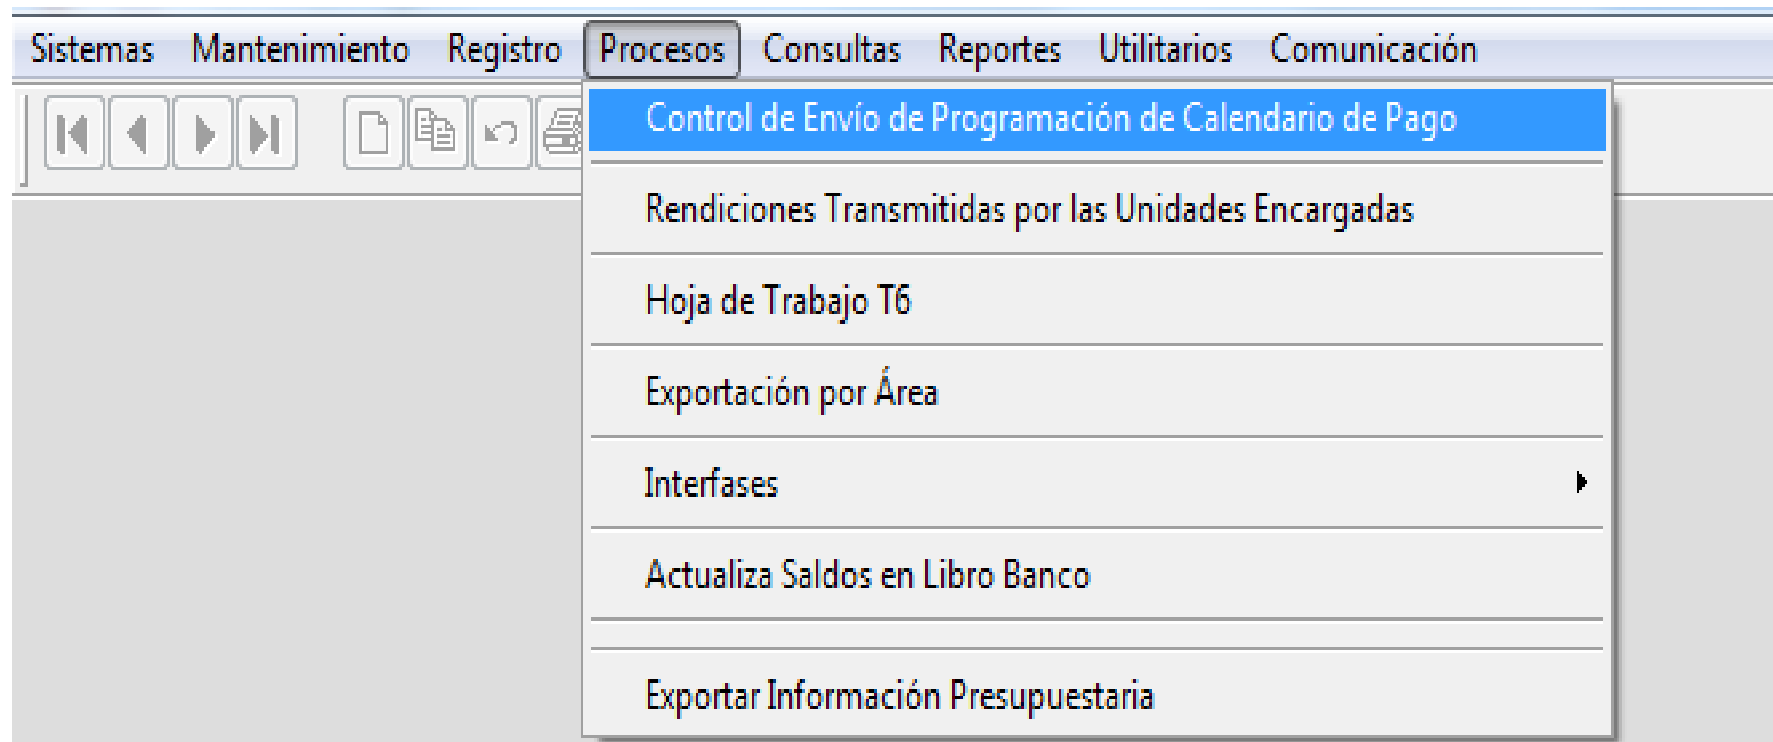 Sistemas Mantenimiento Registro Procesos Consultas Reportes Utilitarios Comunicación
Control de Envío de Programación de Calendario de Pago
Rendiciones Transmitidas por las Unidades Encargadas
Hoja de Trabajo T6
Exportación por Área
Interfases
Actualiza Saldos en Libro Banco
Exportar Información Presupuestaria